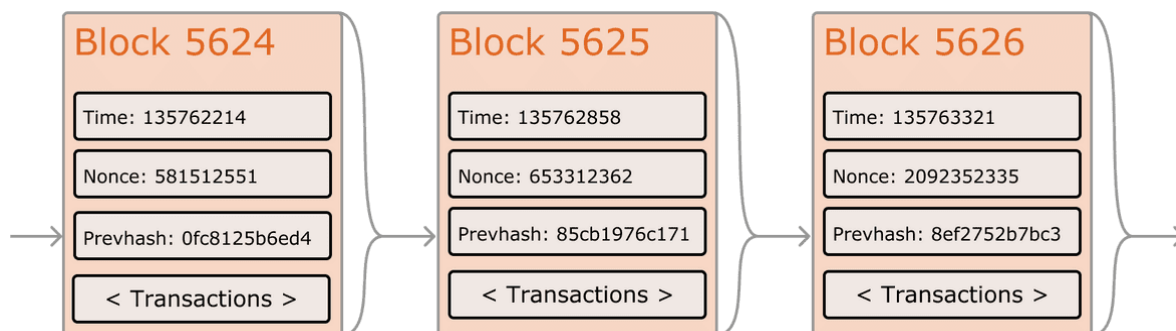 Block 5624
Time: 135762214
Nonce: 581512551
Prevhash: 0fc8125b6ed4
< Transactions >
Block 5625
Time: 135762858
Nonce: 653312362
Prevhash: 85cb1976c171
< Transactions >
Block 5626
Time: 135763321
Nonce: 2092352335
Prevhash: 8ef2752b7bc3
< Transactions >